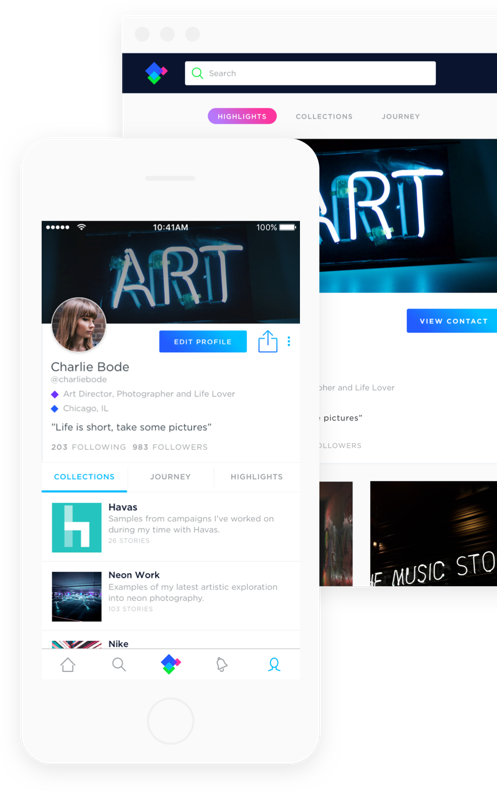 Search
HIGHLIGHTS COLLECTIONS JOURNEY
ART
VIEW CONTACT
pher and Life Lover
pictures”
OLLOWERS
HE MUSIC STO
10:41AM 100%
ART
EDIT PROFILE
Charlie Bode
@charliebode
Art Director, Photographer and Life Lover
Chicago, IL
"Life is short, take some pictures”
203 FOLLOWING 983 FOLLOWERS
COLLECTIONS JOURNEY HIGHLIGHTS
Havas
Samples from campaigns I’ve worked on
during my time with Havas.
26 STORIES
Neon Work
Examples of my latest artistic exploration
into neon photography.
103 STORIES
Nike